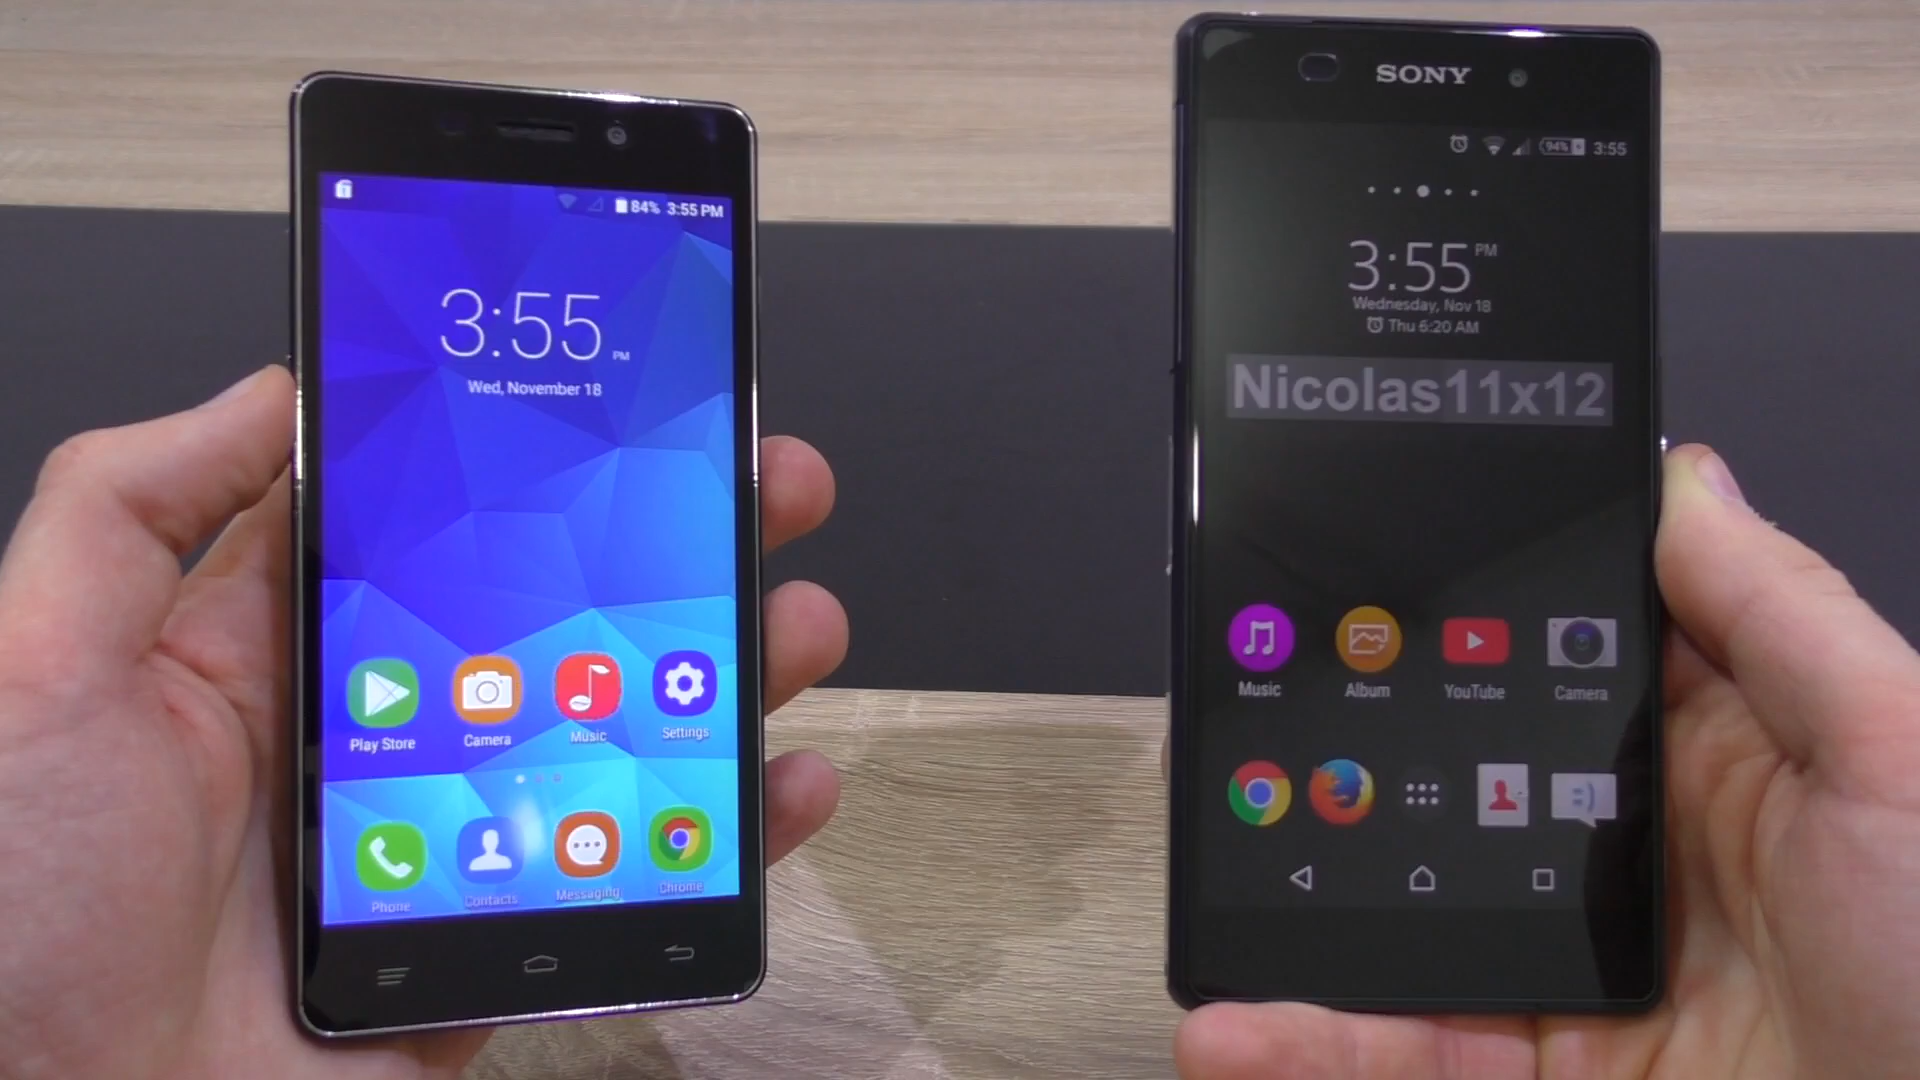 84% 3:55 PM
3:55 PM
Wed, November 18
Play Store Camera Music Settings
Phone Contacts Messaging Chrome
SONY
94% 3:55
3:55 PM
Wednesday, Nov 18
Thu 6:20 AM
Nicolas11x12
Music Album YouTube Camera